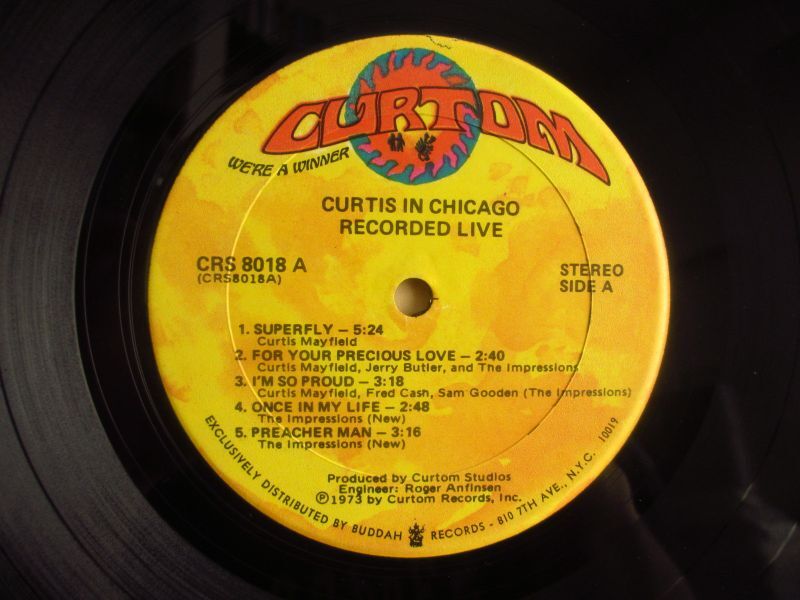 CURTOM
WE'RE A WINNER
CURTIS IN CHICAGO
RECORDED LIVE
CRS 8018 A
(CRS8018A)
STEREO
SIDE A
1. SUPERFLY — 5:24
Curtis Mayfield
2. FOR YOUR PRECIOUS LOVE — 2:40
Curtis Mayfield, Jerry Butler, and The Impressions
3. I'M SO PROUD — 3:18
Curtis Mayfield, Fred Cash, Sam Gooden (The Impressions)
4. ONCE IN MY LIFE — 2:48
The Impressions (New)
5. PREACHER MAN — 3:16
The Impressions (New)
Produced by Curtom Studios
Engineer: Roger Anfinsen
Ⓟ1973 by Curtom Records, Inc.
EXCLUSIVELY DISTRIBUTED BY BUDDAH RECORDS - 810 7TH AVE., N.Y.C. 10019